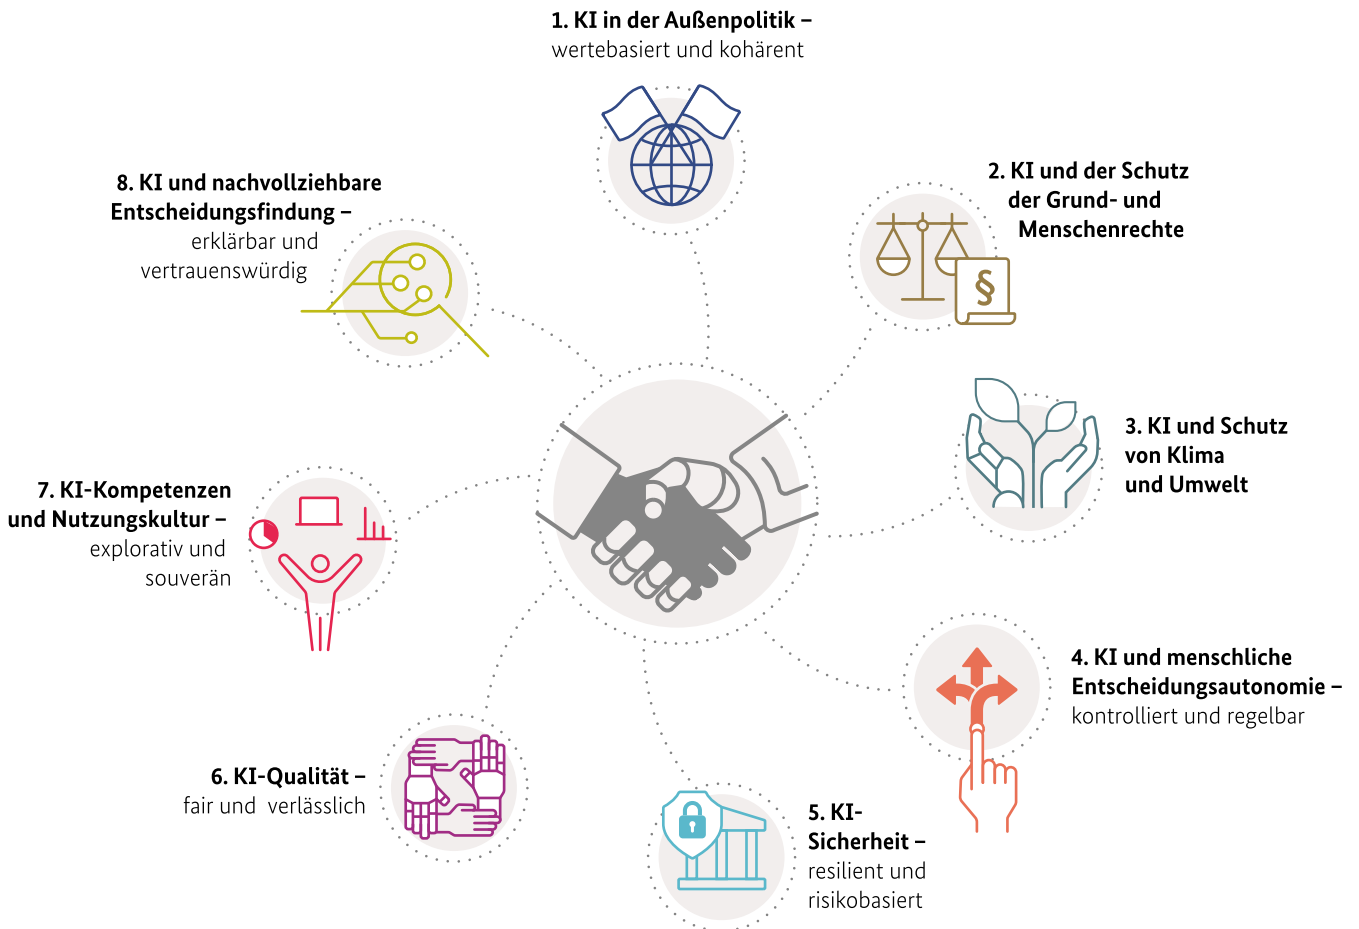 1. KI in der Außenpolitik –
wertebasiert und kohärent
2. KI und der Schutz
der Grund- und
Menschenrechte
§
3. KI und Schutz
von Klima
und Umwelt
4. KI und menschliche
Entscheidungsautonomie –
kontrolliert und regelbar
5. KI-
Sicherheit –
resilient und
risikobasiert
6. KI-Qualität –
fair und verlässlich
7. KI-Kompetenzen
und Nutzungskultur –
explorativ und
souverän
8. KI und nachvollziehbare
Entscheidungsfindung –
erklärbar und
vertrauenswürdig